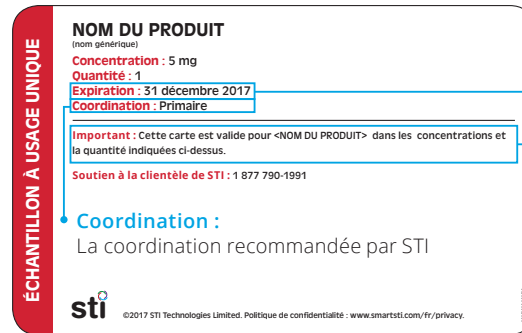 ÉCHANTILLON À USAGE UNIQUE
NOM DU PRODUIT
(nom générique)
Concentration : 5 mg
Quantité : 1
Expiration : 31 décembre 2017
Coordination : Primaire
Important : Cette carte est valide pour <NOM DU PRODUIT> dans les concentrations et
la quantité indiquées ci-dessus.
Soutien à la clientèle de STI : 1 877 790-1991
Coordination :
La coordination recommandée par STI
sti
©2017 STI Technologies Limited. Politique de confidentialité : www.smartsti.com/fr/privacy.